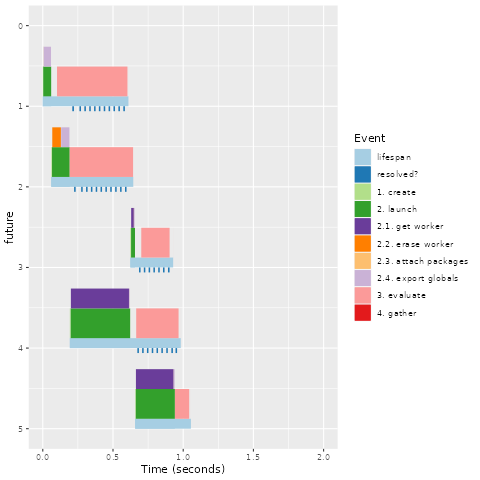 0
1
2
3
4
5
future
0.0 0.5 1.0 1.5 2.0
Time (seconds)
Event
lifespan
resolved?
1. create
2. launch
2.1. get worker
2.2. erase worker
2.3. attach packages
2.4. export globals
3. evaluate
4. gather